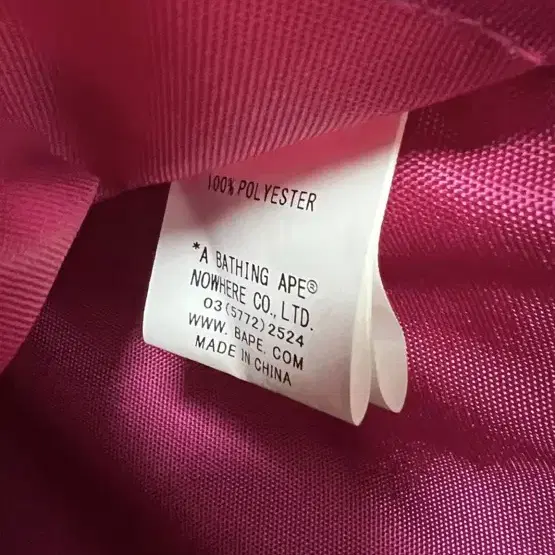 100% POLYESTER
*A BATHING APE®
NOWHERE CO., LTD.
03(5772)2524
WWW. BAPE. COM
MADE IN CHINA